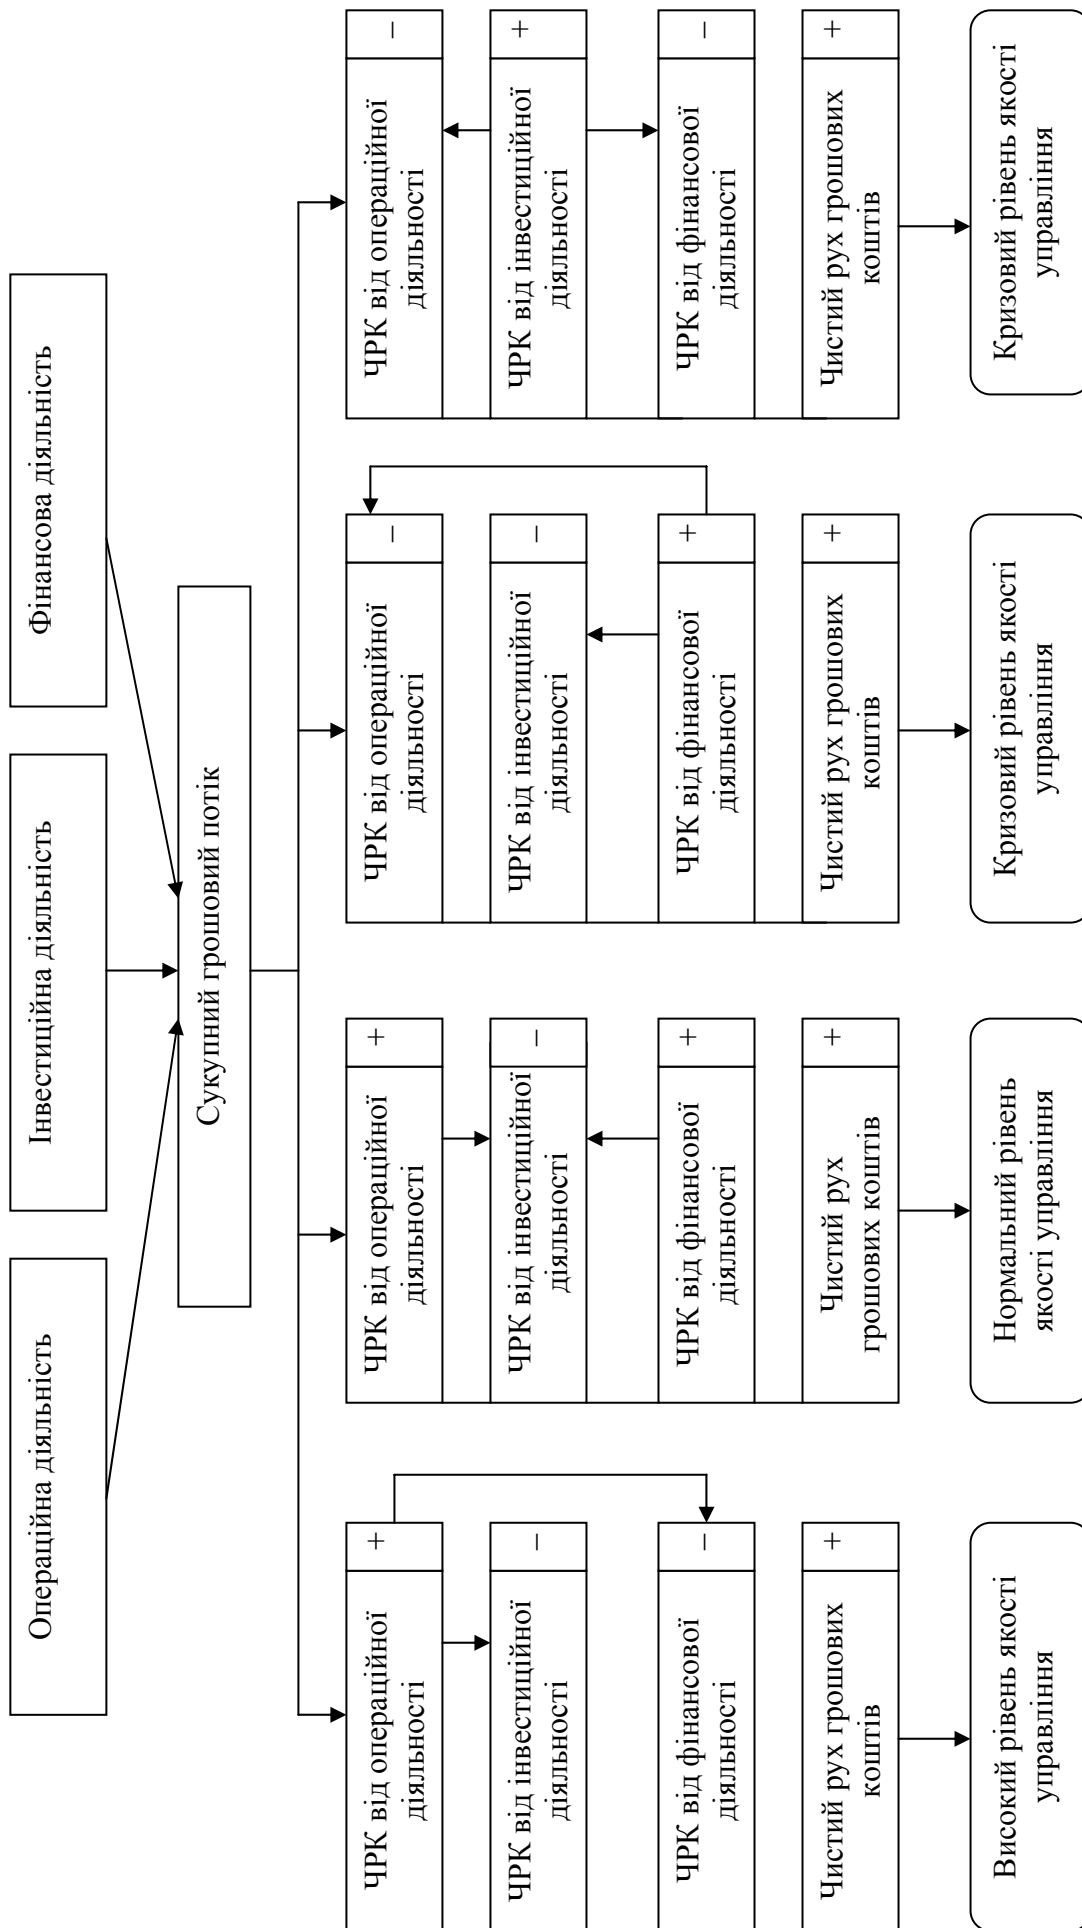 Операційна діяльність
Інвестиційна діяльність
Фінансова діяльність
Сукупний грошовий потік
ЧРК від операційної
діяльності
+
ЧРК від інвестиційної
діяльності
–
ЧРК від фінансової
діяльності
–
Чистий рух грошових
коштів
+
Високий рівень якості
управління
ЧРК від операційної
діяльності
+
ЧРК від інвестиційної
діяльності
–
ЧРК від фінансової
діяльності
+
Чистий рух
грошових коштів
+
Нормальний рівень
якості управління
ЧРК від операційної
діяльності
–
ЧРК від інвестиційної
діяльності
–
ЧРК від фінансової
діяльності
+
Чистий рух грошових
коштів
+
Кризовий рівень якості
управління
ЧРК від операційної
діяльності
–
ЧРК від інвестиційної
діяльності
+
ЧРК від фінансової
діяльності
–
Чистий рух грошових
коштів
+
Кризовий рівень якості
управління